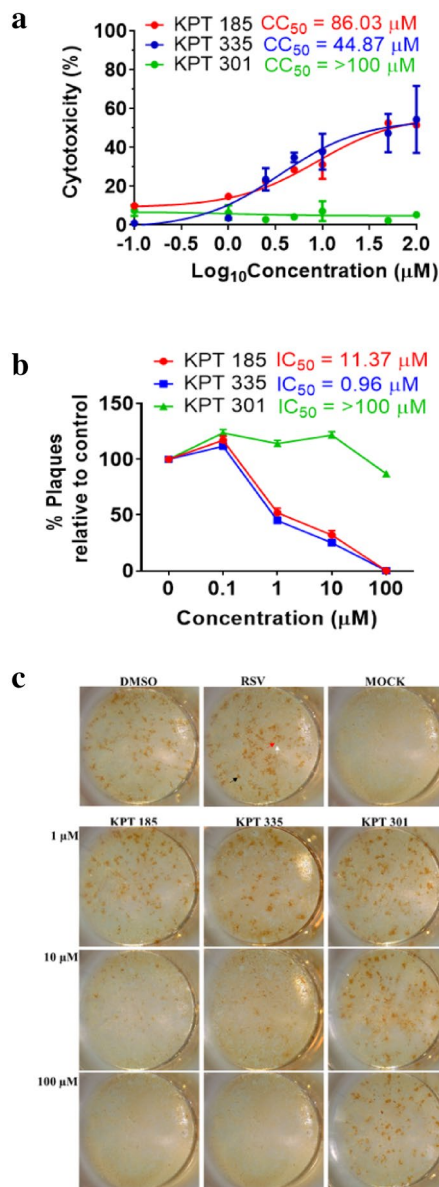 a
KPT 185 CC50 = 86.03 µM
KPT 335 CC50 = 44.87 µM
KPT 301 CC50 = >100 µM
Cytotoxicity (%)
100
80
60
40
20
0
-1.0 -0.5 0.0 0.5 1.0 1.5 2.0
Log10Concentration (µM)
b
KPT 185 IC50 = 11.37 µM
KPT 335 IC50 = 0.96 µM
KPT 301 IC50 = >100 µM
% Plaques
relative to control
150
100
50
0
0 0.1 1 10 100
Concentration (µM)
c
DMSO RSV MOCK
KPT 185 KPT 335 KPT 301
1 µM
10 µM
100 µM